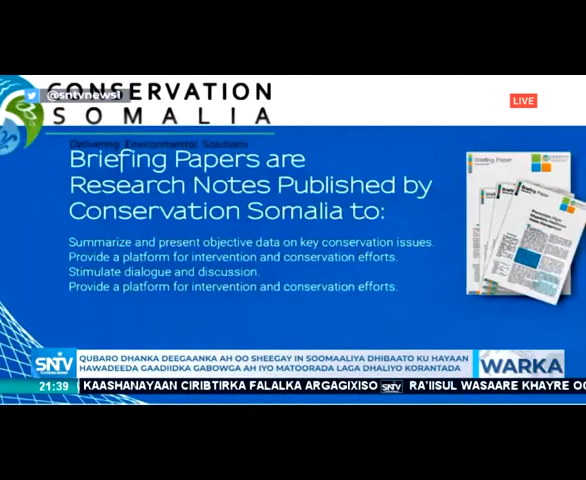 CONSERVATION
@sntvnews1
SOMALIA
LIVE
Delivering Environmental Solutions
Briefing Papers are
Research Notes Published by
Conservation Somalia to:
Summarize and present objective data on key conservation issues.
Provide a platform for intervention and conservation efforts.
Stimulate dialogue and discussion.
Provide a platform for intervention and conservation efforts.
Briefing Paper
Briefing Paper
SNTV
QUBARO DHANKA DEEGAANKA AH OO SHEEGAY IN SOOMAALIYA DHIBAATO KU HAYAAN
HAWADEEDA GAADIIDKA GABOWGA AH IYO MATOORADA LAGA DHALIYO KORANTADA
WARKA
21:39
KAASHANAYAAN CIRIBTIRKA FALALKA ARGAGIXISO SNTV RA'IISUL WASAARE KHAYRE OO